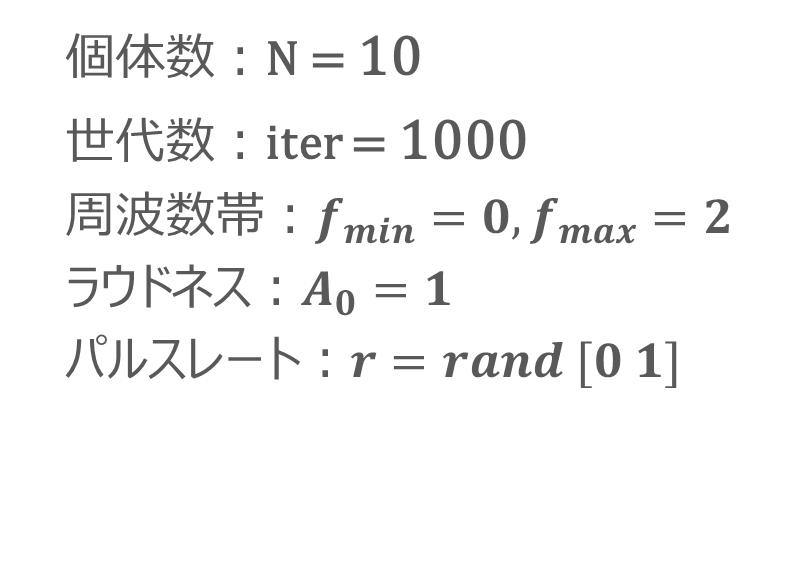 個体数：N = 10
世代数：iter = 1000
周波数帯：f_min = 0, f_max = 2
ラウドネス：A_0 = 1
パルスレート：r = rand [0 1]